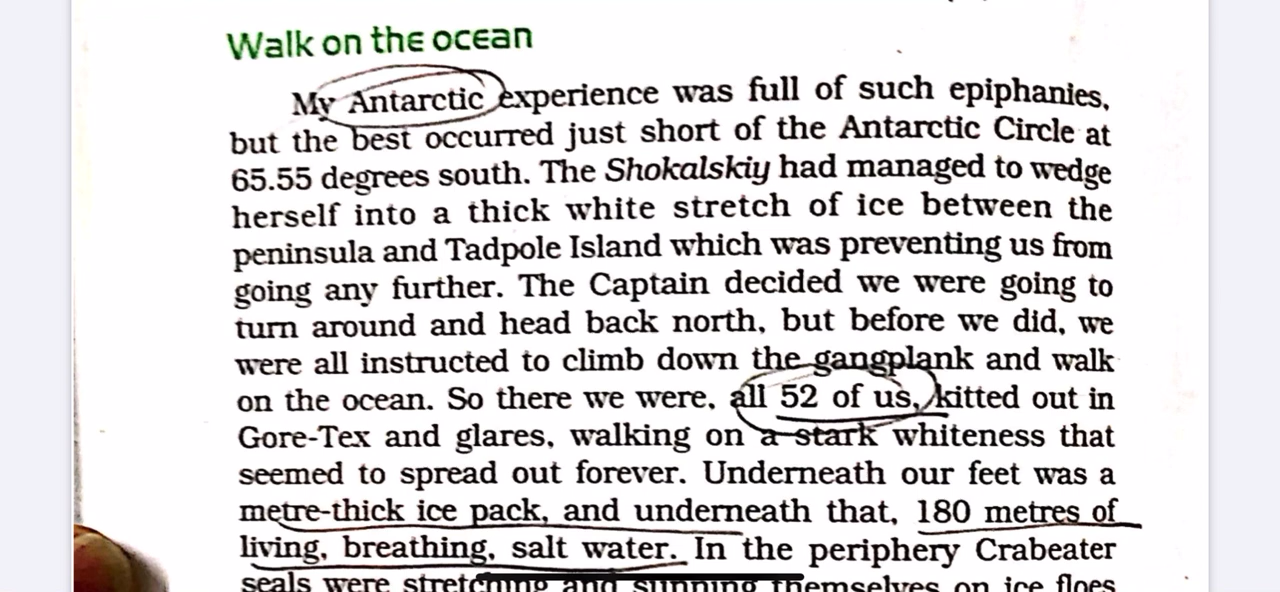 Walk on the ocean
My Antarctic experience was full of such epiphanies,
but the best occurred just short of the Antarctic Circle at
65.55 degrees south. The Shokalskiy had managed to wedge
herself into a thick white stretch of ice between the
peninsula and Tadpole Island which was preventing us from
going any further. The Captain decided we were going to
turn around and head back north, but before we did, we
were all instructed to climb down the gangplank and walk
on the ocean. So there we were, all 52 of us, kitted out in
Gore-Tex and glares, walking on a stark whiteness that
seemed to spread out forever. Underneath our feet was a
metre-thick ice pack, and underneath that, 180 metres of
living, breathing, salt water. In the periphery Crabeater
seals were stretching and sunning themselves on ice floes